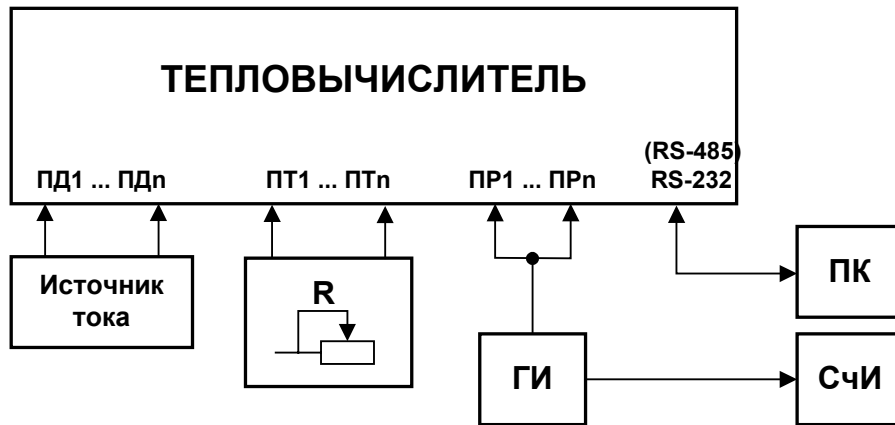 ТЕПЛОВЫЧИСЛИТЕЛЬ
(RS-485)
ПД1 ... ПДn ПТ1 ... ПТn ПР1 ... ПРn RS-232
Источник
тока
R
ПК
ГИ
СчИ